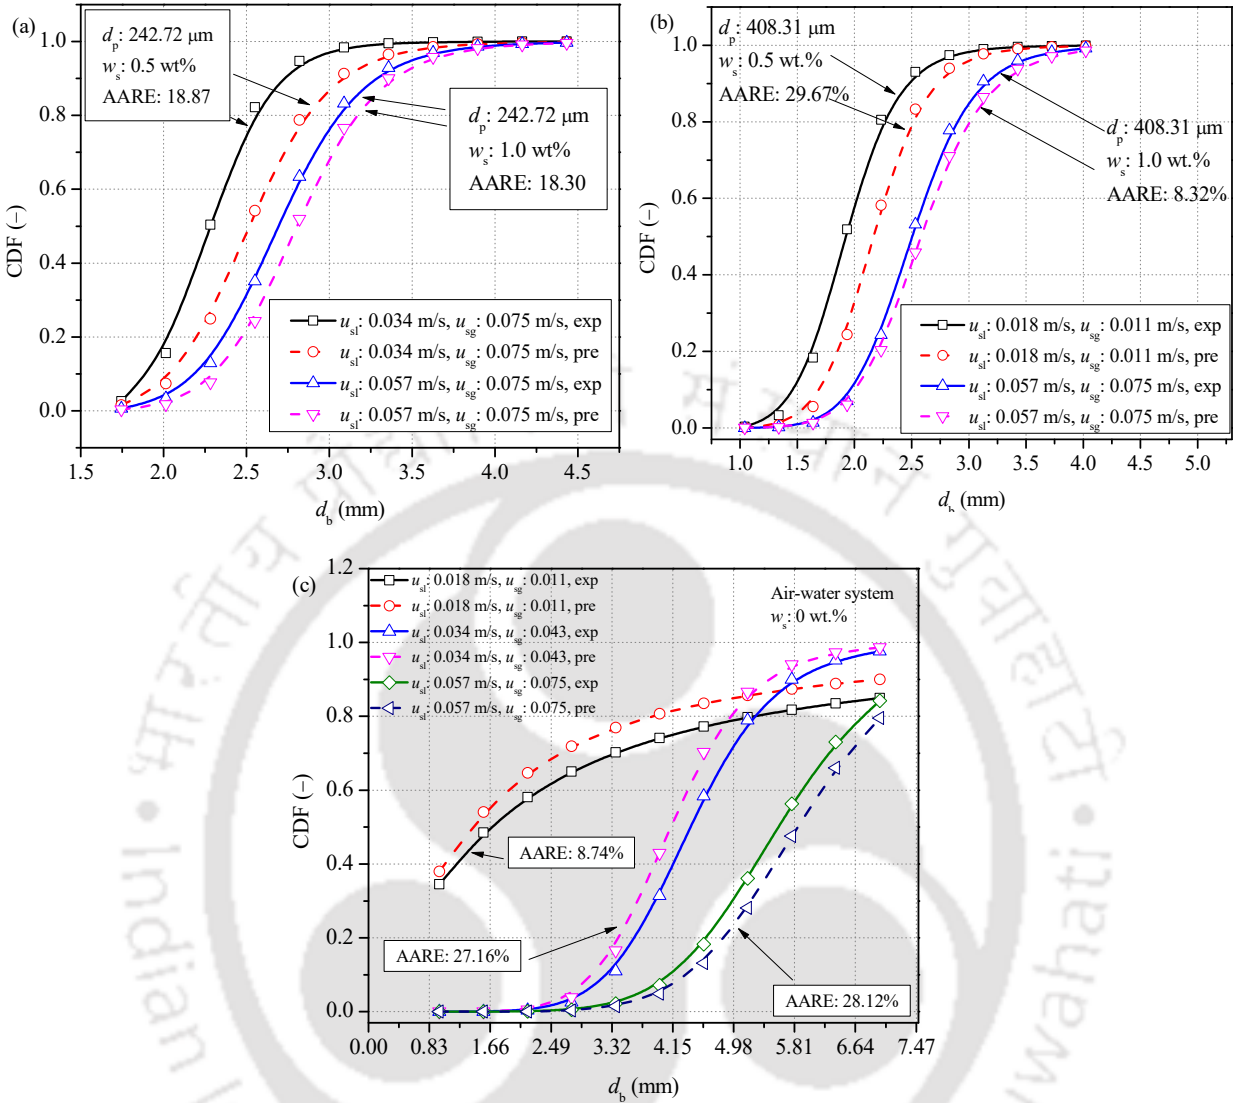 (a)
d_p: 242.72 μm
w_s: 0.5 wt%
AARE: 18.87
d_p: 242.72 μm
w_s: 1.0 wt%
AARE: 18.30
u_sl: 0.034 m/s, u_sg: 0.075 m/s, exp
u_sl: 0.034 m/s, u_sg: 0.075 m/s, pre
u_sl: 0.057 m/s, u_sg: 0.075 m/s, exp
u_sl: 0.057 m/s, u_sg: 0.075 m/s, pre
CDF (–)
1.0
0.8
0.6
0.4
0.2
0.0
1.5 2.0 2.5 3.0 3.5 4.0 4.5
d_b (mm)
(b)
d_p: 408.31 μm
w_s: 0.5 wt.%
AARE: 29.67%
d_p: 408.31 μm
w_s: 1.0 wt.%
AARE: 8.32%
u_sl: 0.018 m/s, u_sg: 0.011 m/s, exp
u_sl: 0.018 m/s, u_sg: 0.011 m/s, pre
u_sl: 0.057 m/s, u_sg: 0.075 m/s, exp
u_sl: 0.057 m/s, u_sg: 0.075 m/s, pre
CDF (–)
1.0
0.8
0.6
0.4
0.2
0.0
1.0 1.5 2.0 2.5 3.0 3.5 4.0 4.5 5.0
d_b (mm)
(c)
u_sl: 0.018 m/s, u_sg: 0.011, exp
u_sl: 0.018 m/s, u_sg: 0.011, pre
u_sl: 0.034 m/s, u_sg: 0.043, exp
u_sl: 0.034 m/s, u_sg: 0.043, pre
u_sl: 0.057 m/s, u_sg: 0.075, exp
u_sl: 0.057 m/s, u_sg: 0.075, pre
Air-water system
w_s: 0 wt.%
AARE: 8.74%
AARE: 27.16%
AARE: 28.12%
CDF (–)
1.2
1.0
0.8
0.6
0.4
0.2
0.0
0.00 0.83 1.66 2.49 3.32 4.15 4.98 5.81 6.64 7.47
d_b (mm)
Indian
wahati